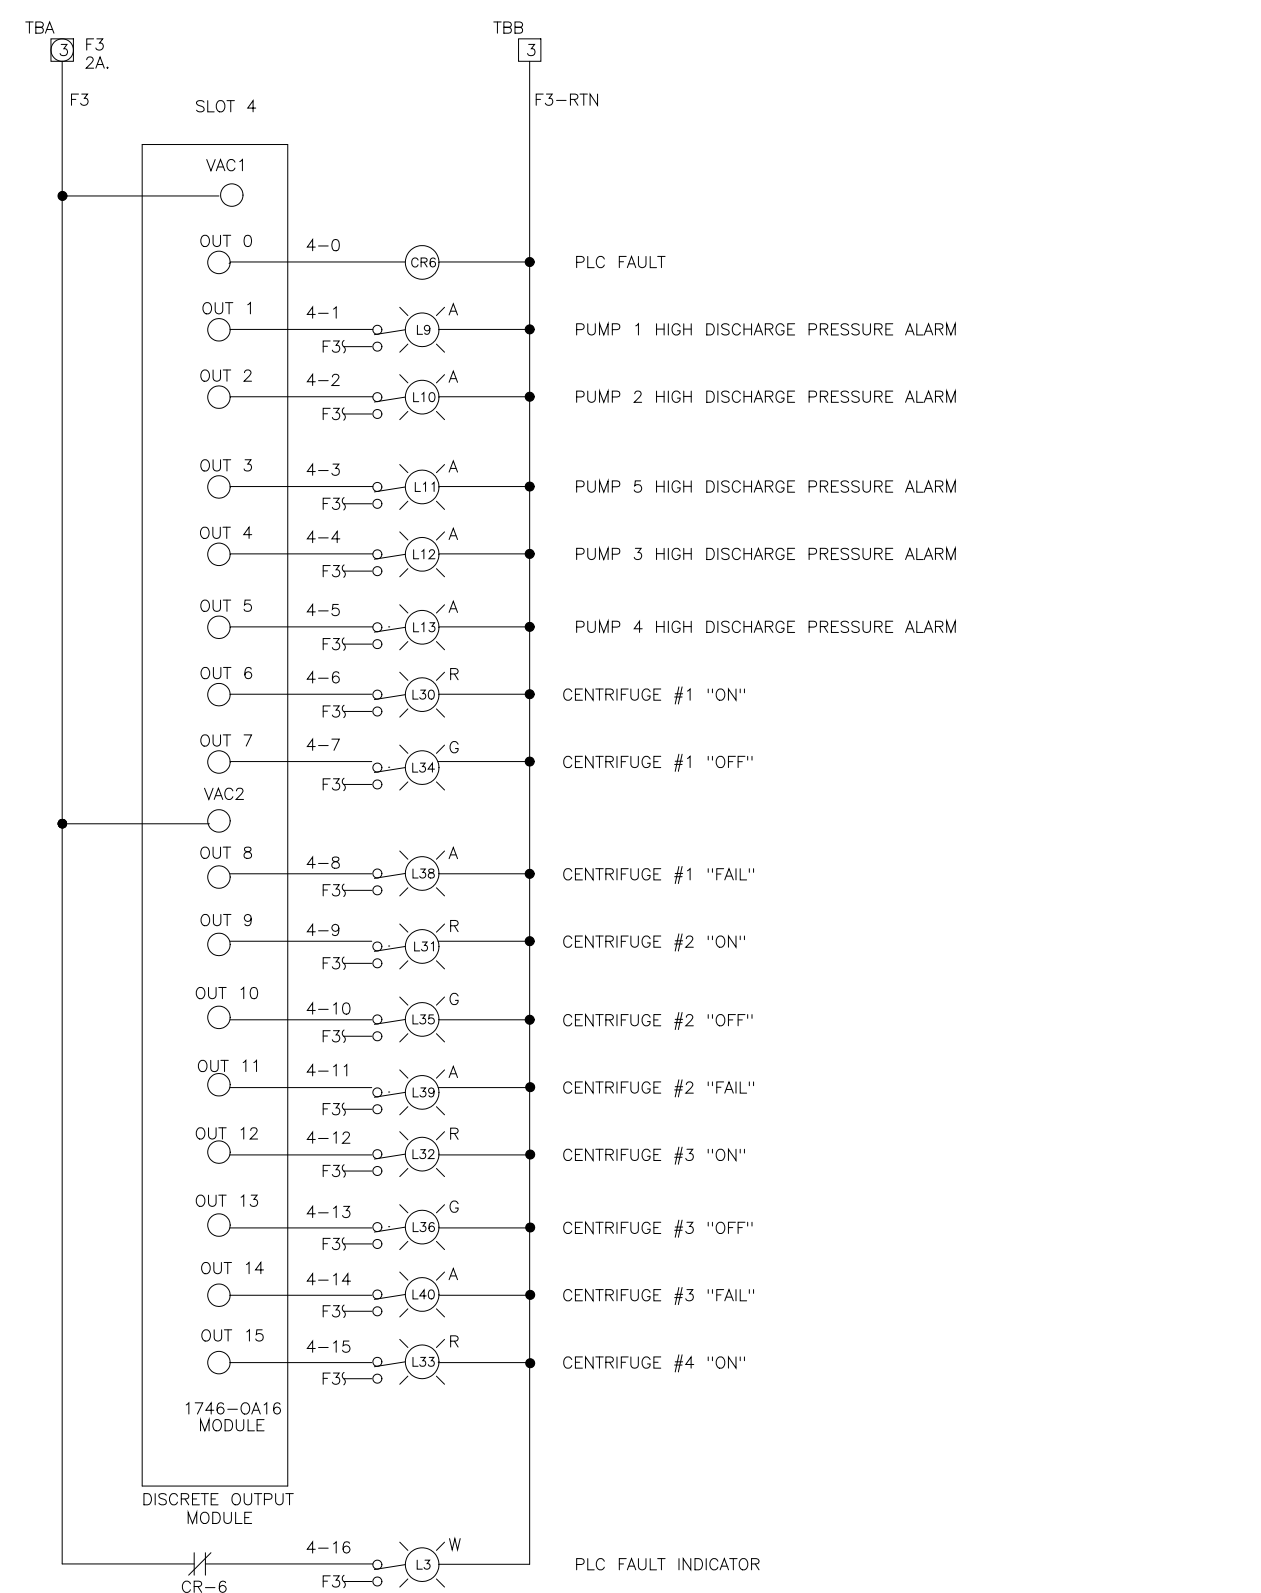 TBA
3 F3
2A.
TBB
3
F3
F3-RTN
SLOT 4
VAC1
OUT 0 4-0 CR6 PLC FAULT
OUT 1 4-1 L9 A PUMP 1 HIGH DISCHARGE PRESSURE ALARM
F3
OUT 2 4-2 L10 A PUMP 2 HIGH DISCHARGE PRESSURE ALARM
F3
OUT 3 4-3 L11 A PUMP 5 HIGH DISCHARGE PRESSURE ALARM
F3
OUT 4 4-4 L12 A PUMP 3 HIGH DISCHARGE PRESSURE ALARM
F3
OUT 5 4-5 L13 A PUMP 4 HIGH DISCHARGE PRESSURE ALARM
F3
OUT 6 4-6 L30 R CENTRIFUGE #1 "ON"
F3
OUT 7 4-7 L34 G CENTRIFUGE #1 "OFF"
F3
VAC2
OUT 8 4-8 L38 A CENTRIFUGE #1 "FAIL"
F3
OUT 9 4-9 L31 R CENTRIFUGE #2 "ON"
F3
OUT 10 4-10 L35 G CENTRIFUGE #2 "OFF"
F3
OUT 11 4-11 L39 A CENTRIFUGE #2 "FAIL"
F3
OUT 12 4-12 L32 R CENTRIFUGE #3 "ON"
F3
OUT 13 4-13 L36 G CENTRIFUGE #3 "OFF"
F3
OUT 14 4-14 L40 A CENTRIFUGE #3 "FAIL"
F3
OUT 15 4-15 L33 R CENTRIFUGE #4 "ON"
F3
1746-OA16
MODULE
DISCRETE OUTPUT
MODULE
4-16 L3 W PLC FAULT INDICATOR
CR-6 F3